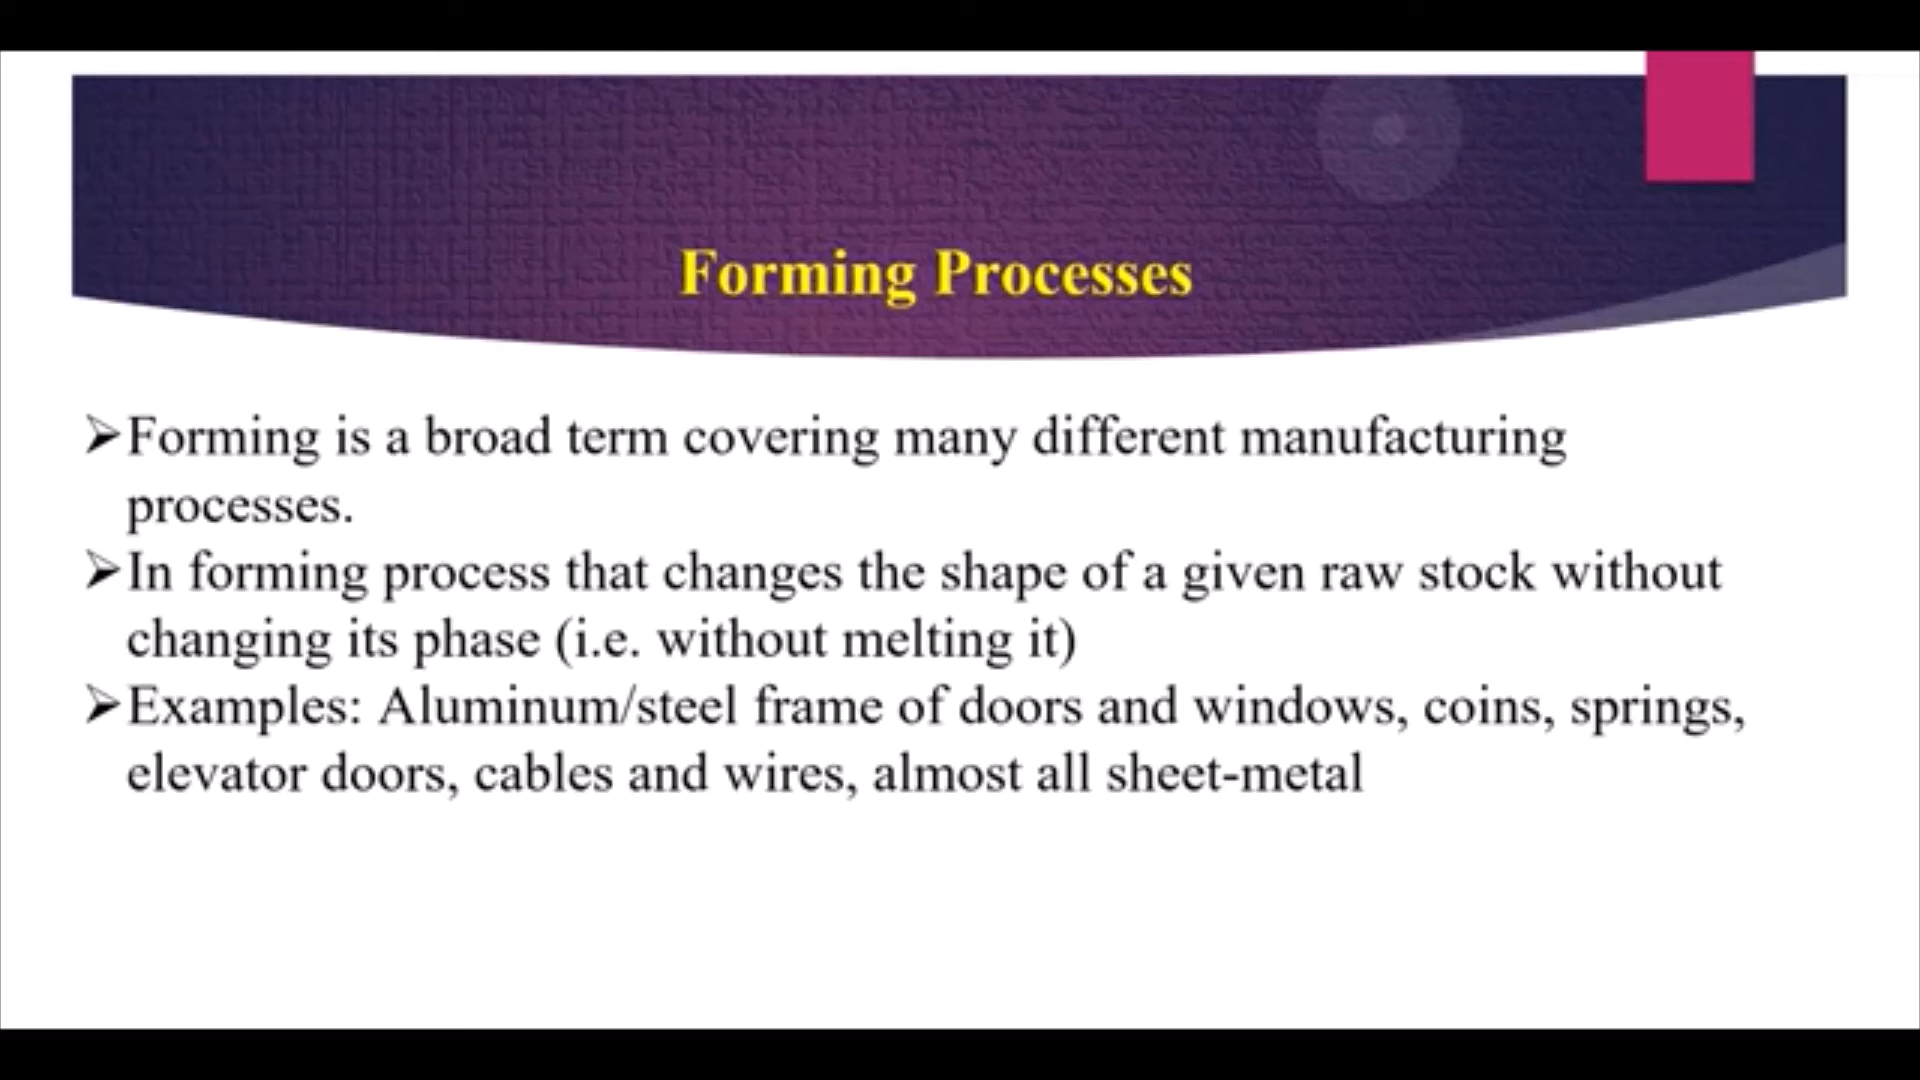 Forming Processes
➢Forming is a broad term covering many different manufacturing
processes.
➢In forming process that changes the shape of a given raw stock without
changing its phase (i.e. without melting it)
➢Examples: Aluminum/steel frame of doors and windows, coins, springs,
elevator doors, cables and wires, almost all sheet-metal